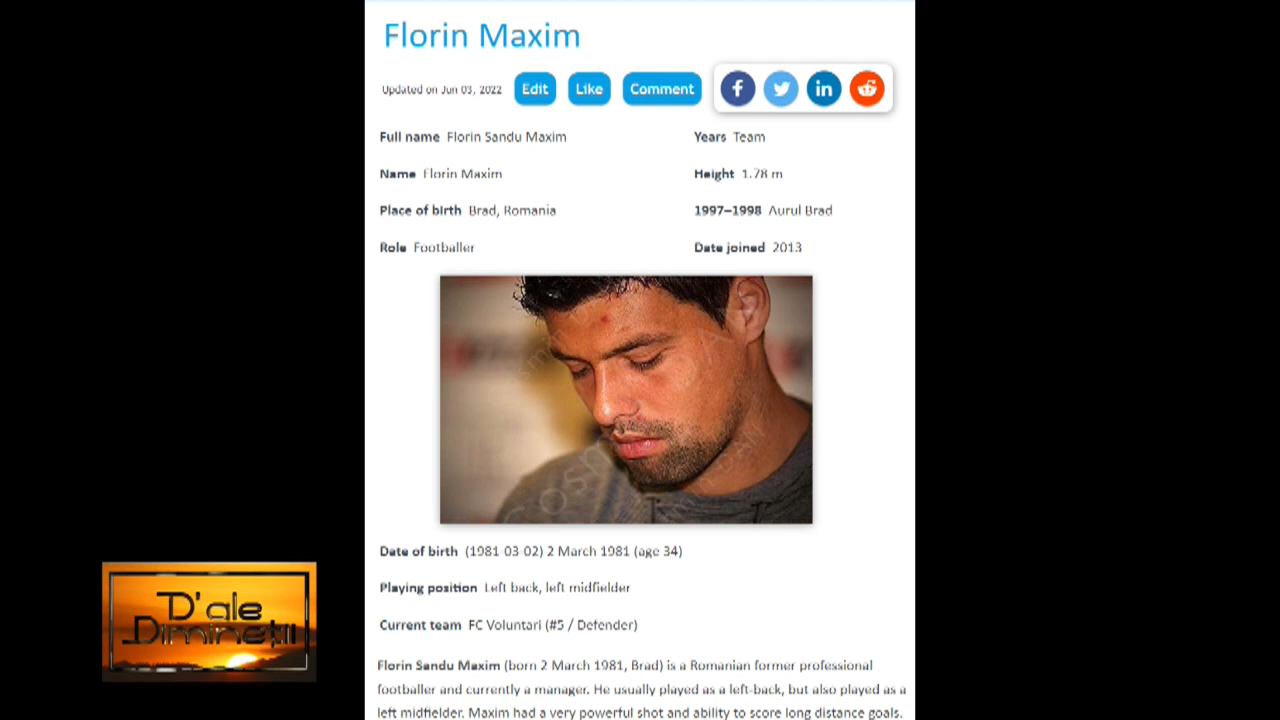 Florin Maxim
Updated on Jun 03, 2022 Edit Like Comment
Full name Florin Sandu Maxim
Years Team
Name Florin Maxim
Height 1.78 m
Place of birth Brad, Romania
1997–1998 Aurul Brad
Role Footballer
Date joined 2013
Date of birth (1981-03-02) 2 March 1981 (age 34)
Playing position Left back, left midfielder
Current team FC Voluntari (#5 / Defender)
D'ale
Diminetii
Florin Sandu Maxim (born 2 March 1981, Brad) is a Romanian former professional
footballer and currently a manager. He usually played as a left-back, but also played as a
left midfielder. Maxim had a very powerful shot and ability to score long distance goals.